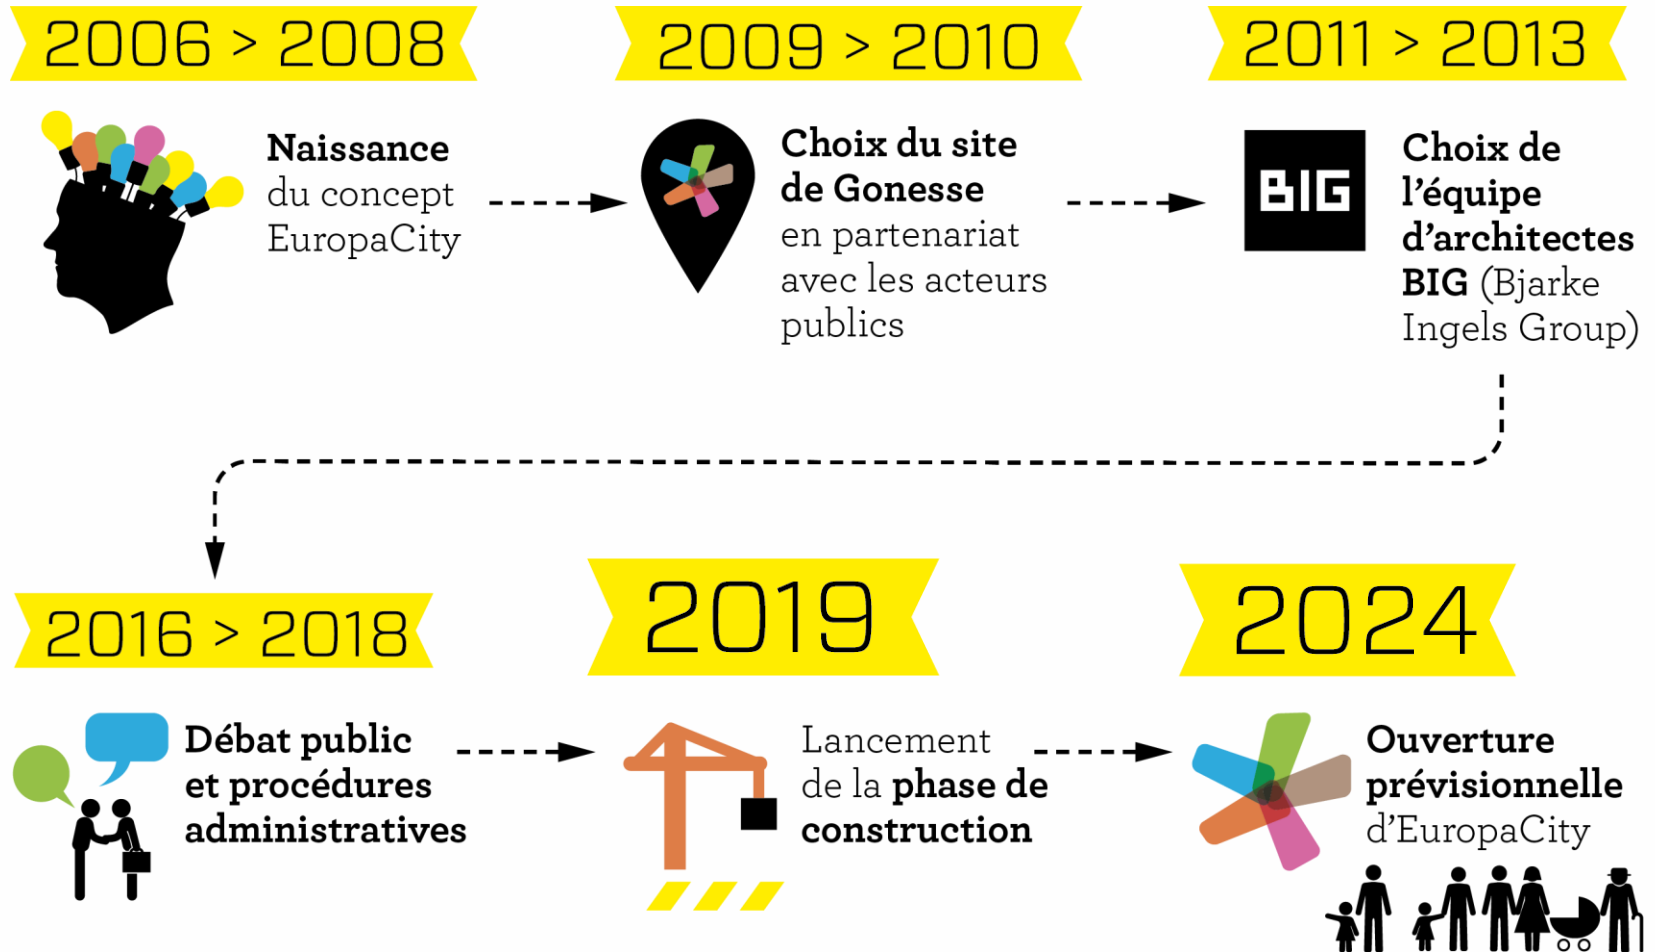 2006 > 2008
Naissance
du concept
EuropaCity
2009 > 2010
Choix du site
de Gonesse
en partenariat
avec les acteurs
publics
2011 > 2013
BIG
Choix de
l’équipe
d’architectes
BIG (Bjarke
Ingels Group)
2016 > 2018
Débat public
et procédures
administratives
2019
Lancement
de la phase de
construction
2024
Ouverture
prévisionnelle
d’EuropaCity